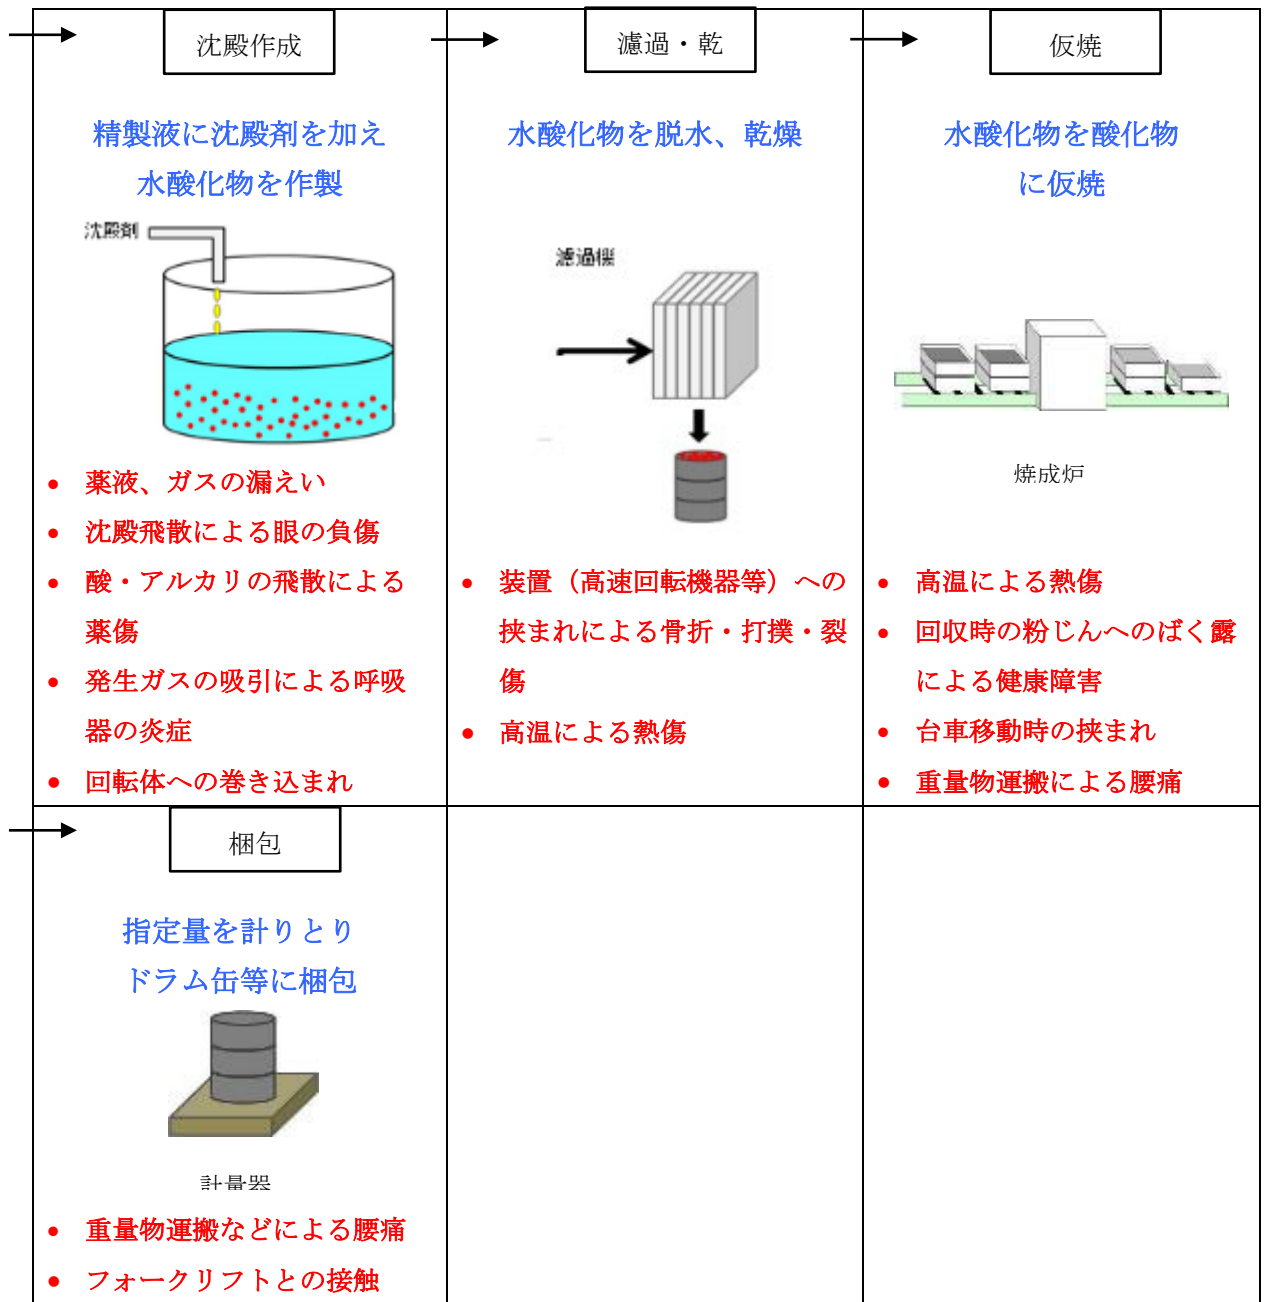 沈殿作成
精製液に沈殿剤を加え
水酸化物を作製
沈殿剤
• 薬液、ガスの漏えい
• 沈殿飛散による眼の負傷
• 酸・アルカリの飛散による
薬傷
• 発生ガスの吸引による呼吸
器の炎症
• 回転体への巻き込まれ
濾過・乾
水酸化物を脱水、乾燥
濾過機
• 装置（高速回転機器等）への
挟まれによる骨折・打撲・裂
傷
• 高温による熱傷
仮焼
水酸化物を酸化物
に仮焼
焼成炉
• 高温による熱傷
• 回収時の粉じんへのばく露
による健康障害
• 台車移動時の挟まれ
• 重量物運搬による腰痛
梱包
指定量を計りとり
ドラム缶等に梱包
計量器
• 重量物運搬などによる腰痛
• フォークリフトとの接触